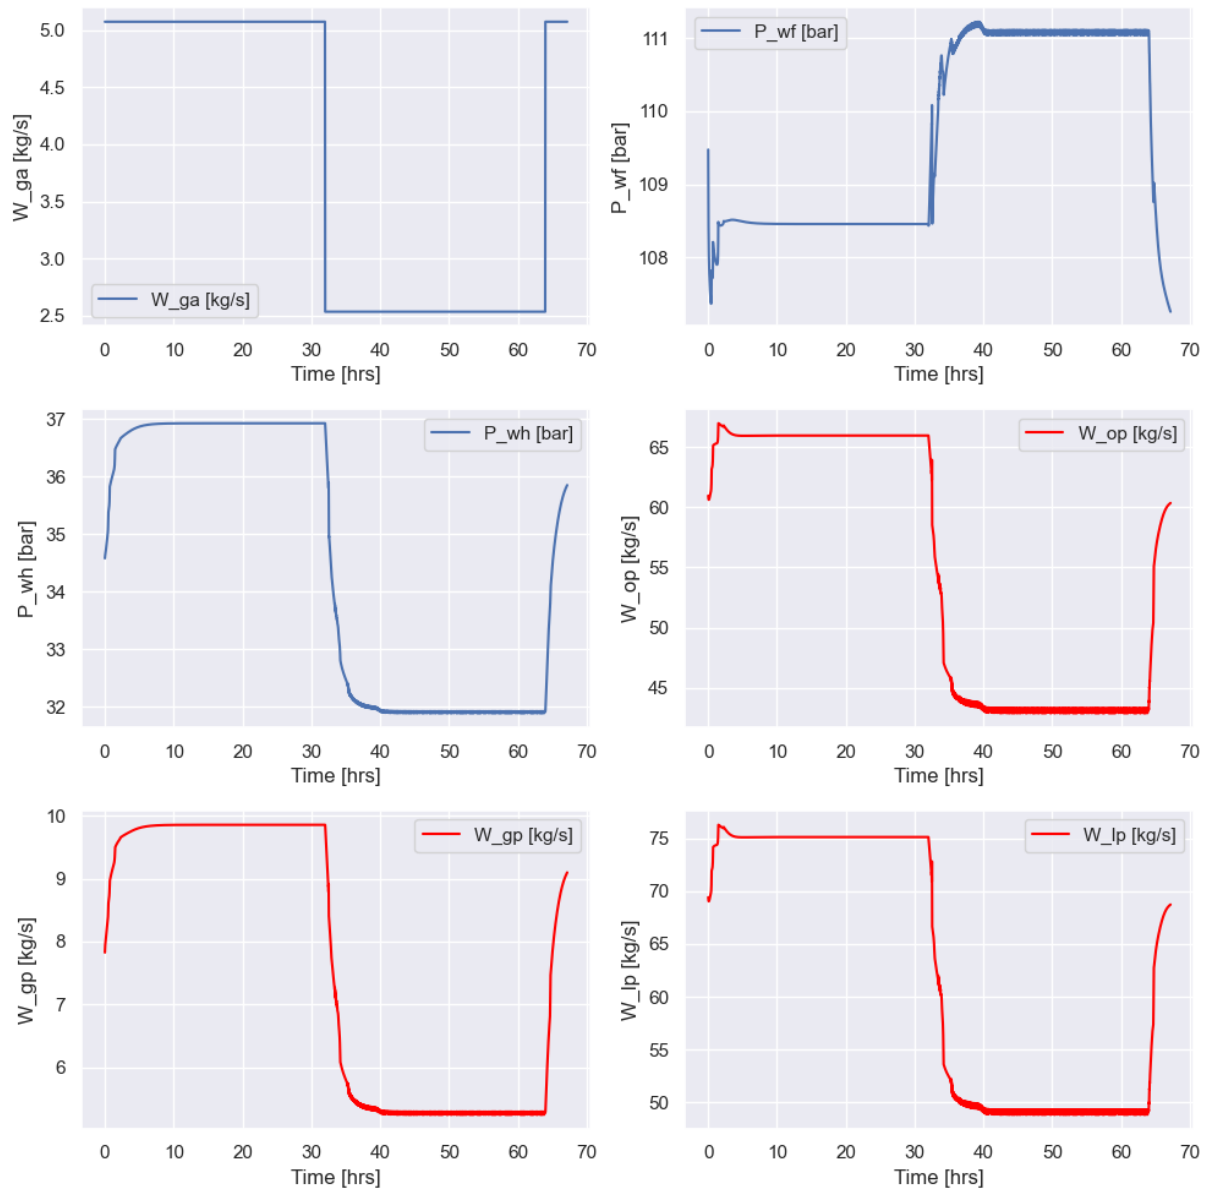 5.0
4.5
4.0
3.5
3.0
2.5
W_ga [kg/s]
W_ga [kg/s]
0 10 20 30 40 50 60 70
Time [hrs]
111
110
109
108
P_wf [bar]
P_wf [bar]
0 10 20 30 40 50 60 70
Time [hrs]
37
36
35
34
33
32
P_wh [bar]
P_wh [bar]
0 10 20 30 40 50 60 70
Time [hrs]
65
60
55
50
45
W_op [kg/s]
W_op [kg/s]
0 10 20 30 40 50 60 70
Time [hrs]
10
9
8
7
6
W_gp [kg/s]
W_gp [kg/s]
0 10 20 30 40 50 60 70
Time [hrs]
75
70
65
60
55
50
W_lp [kg/s]
W_lp [kg/s]
0 10 20 30 40 50 60 70
Time [hrs]